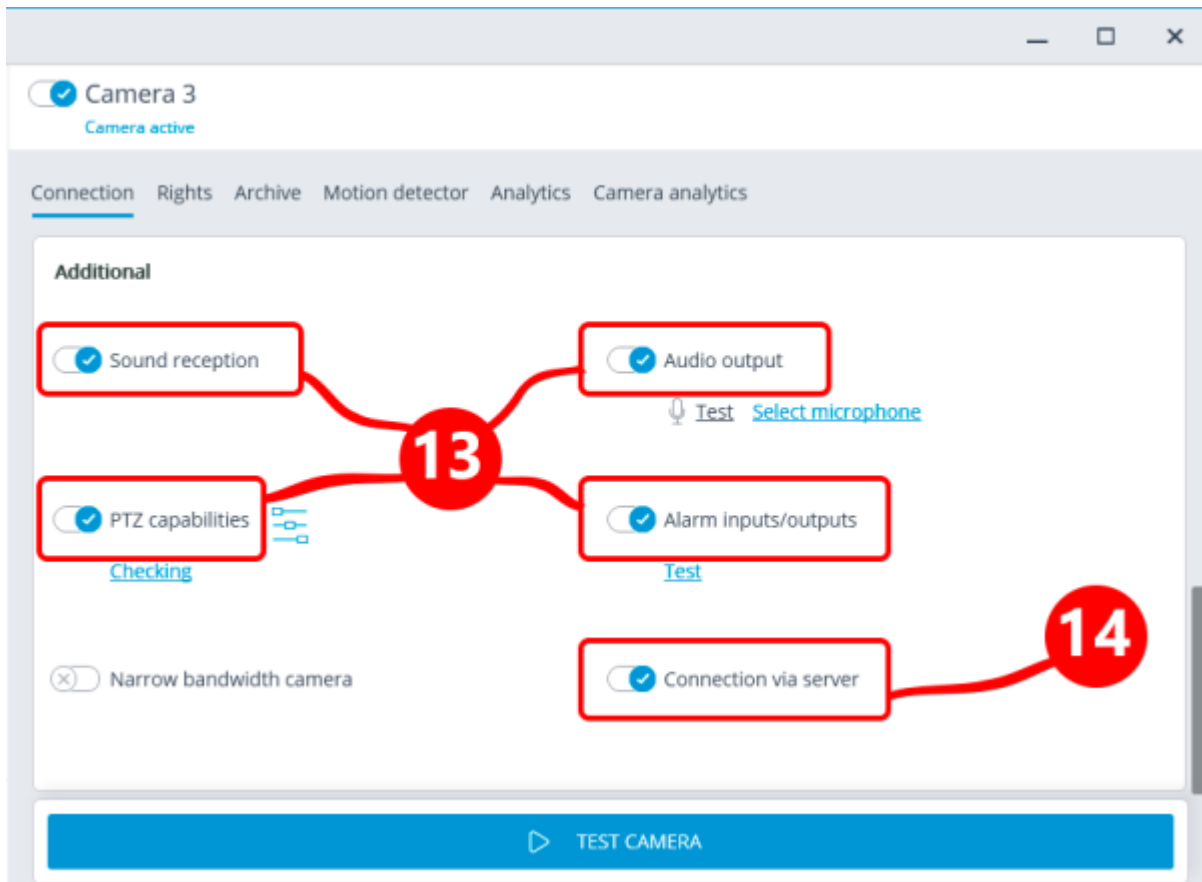 Camera 3
Camera active
Connection Rights Archive Motion detector Analytics Camera analytics
Additional
Sound reception Audio output
Test Select microphone
13
PTZ capabilities Alarm inputs/outputs
Checking Test
14
Narrow bandwidth camera Connection via server
TEST CAMERA